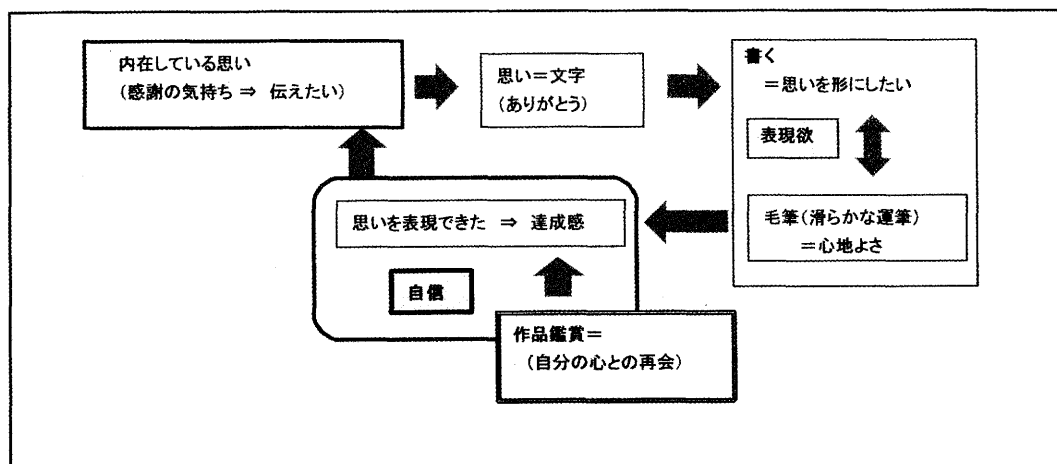 内在している思い
(感謝の気持ち ⇒ 伝えたい)
思い=文字
(ありがとう)
書く
=思いを形にしたい
表現欲
毛筆(滑らかな運筆)
=心地よさ
思いを表現できた ⇒ 達成感
自信
作品鑑賞=
(自分の心との再会)